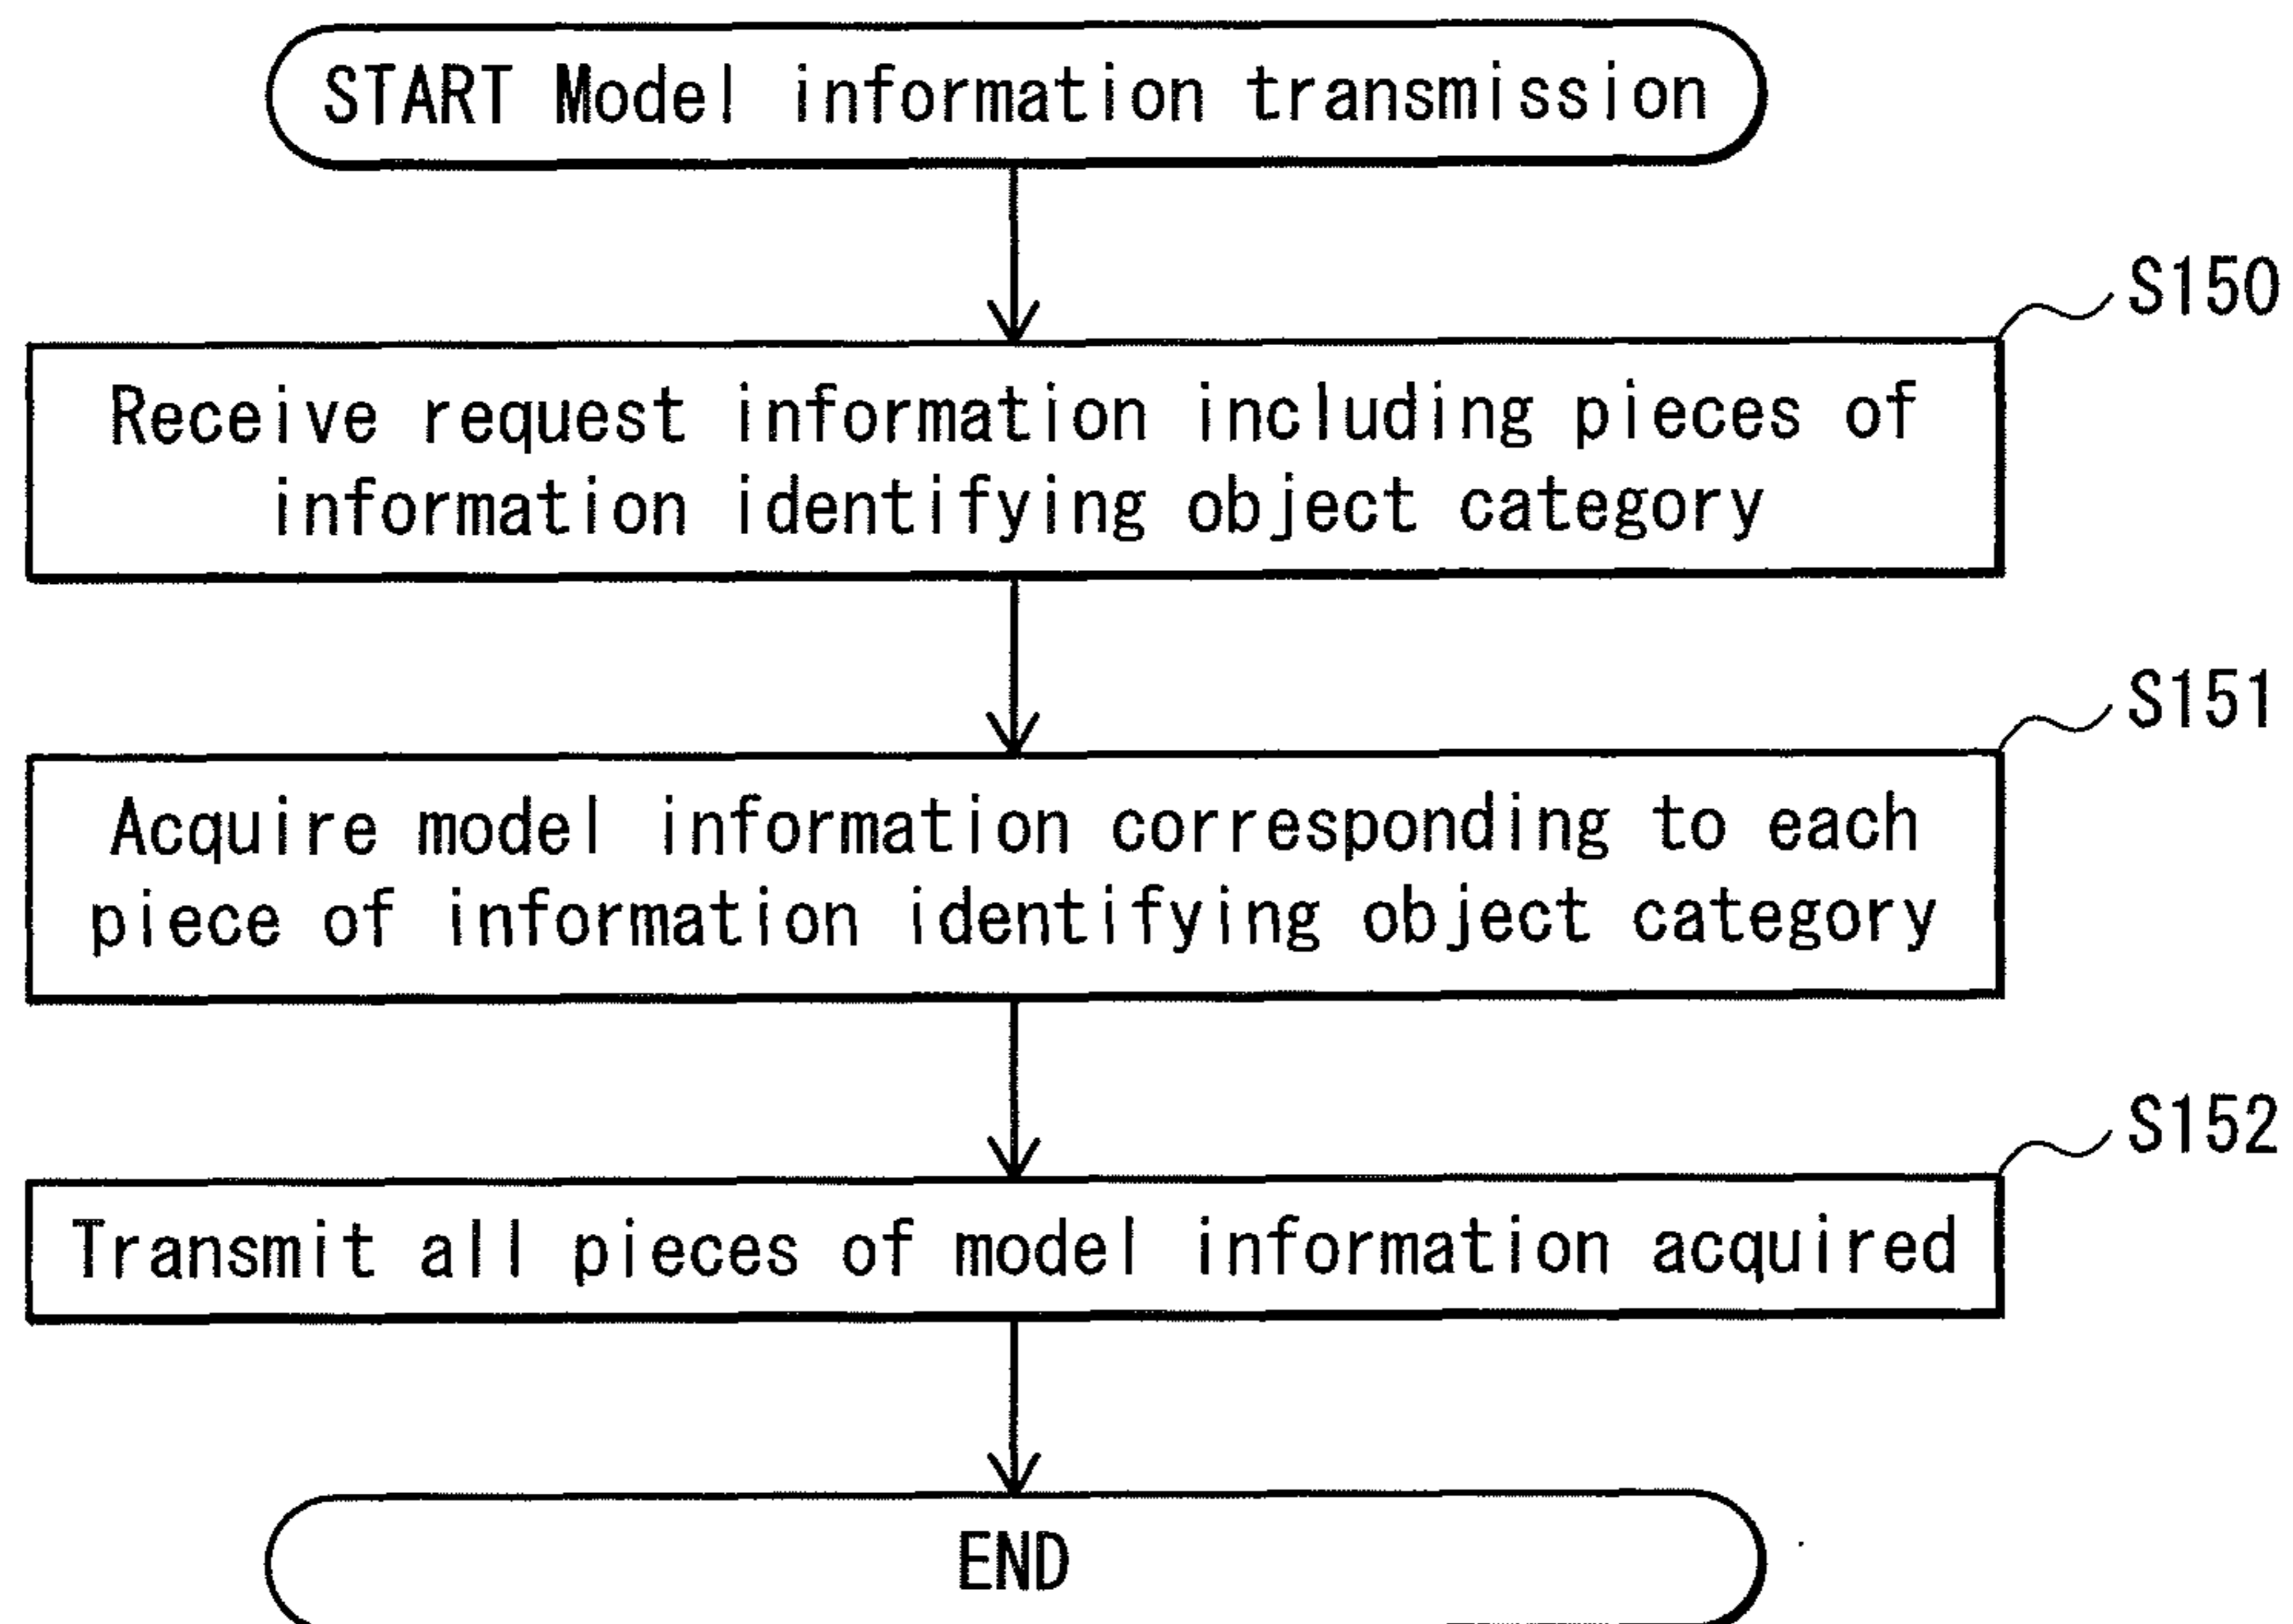 START Model information transmission
S150
Receive request information including pieces of
information identifying object category
S151
Acquire model information corresponding to each
piece of information identifying object category
S152
Transmit all pieces of model information acquired
END